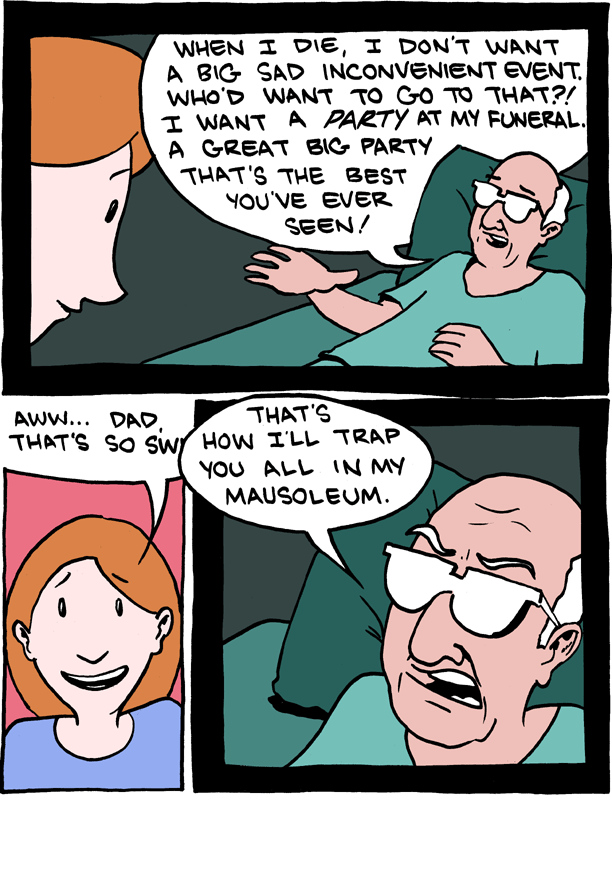 WHEN I DIE, I DON'T WANT
A BIG SAD INCONVENIENT EVENT.
WHO'D WANT TO GO TO THAT?!
I WANT A PARTY AT MY FUNERAL.
A GREAT BIG PARTY
THAT'S THE BEST
YOU'VE EVER
SEEN!
AWW... DAD,
THAT'S SO SW
THAT'S
HOW I'LL TRAP
YOU ALL IN MY
MAUSOLEUM.